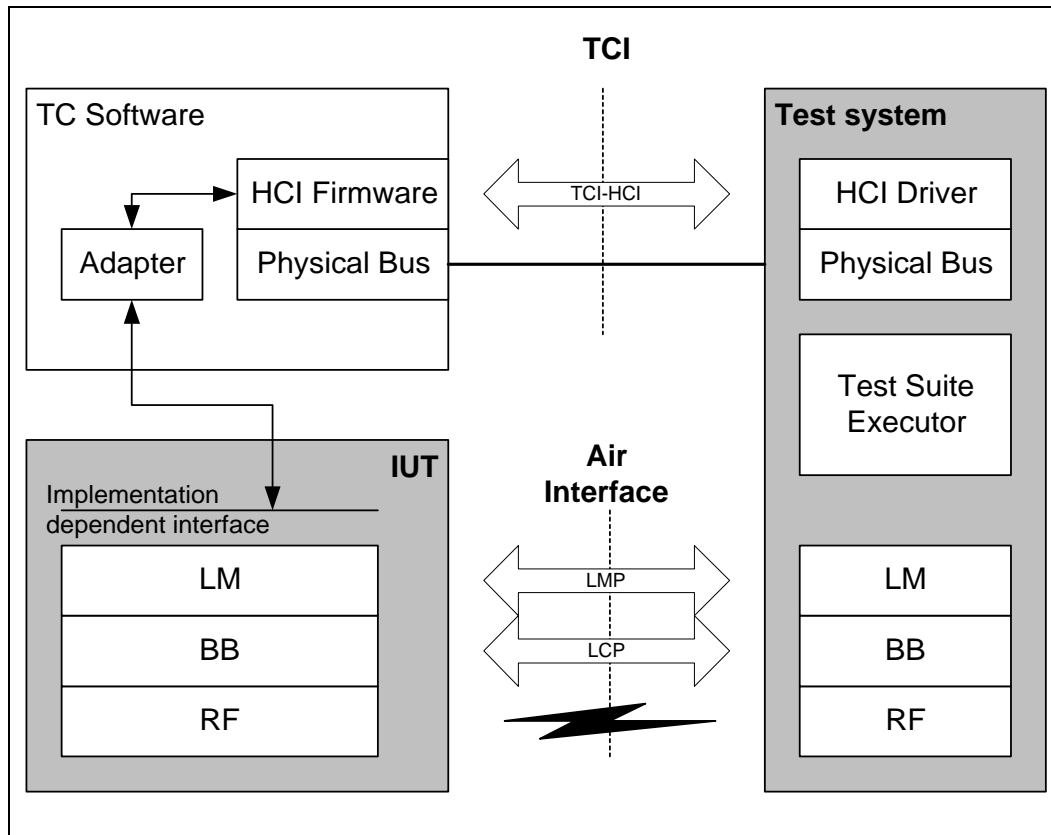 TCI
TC Software
HCI Firmware
Physical Bus
Adapter
TCI-HCI
Test system
HCI Driver
Physical Bus
Test Suite
Executor
IUT
Implementation
dependent interface
LM
BB
RF
Air
Interface
LMP
LCP
LM
BB
RF